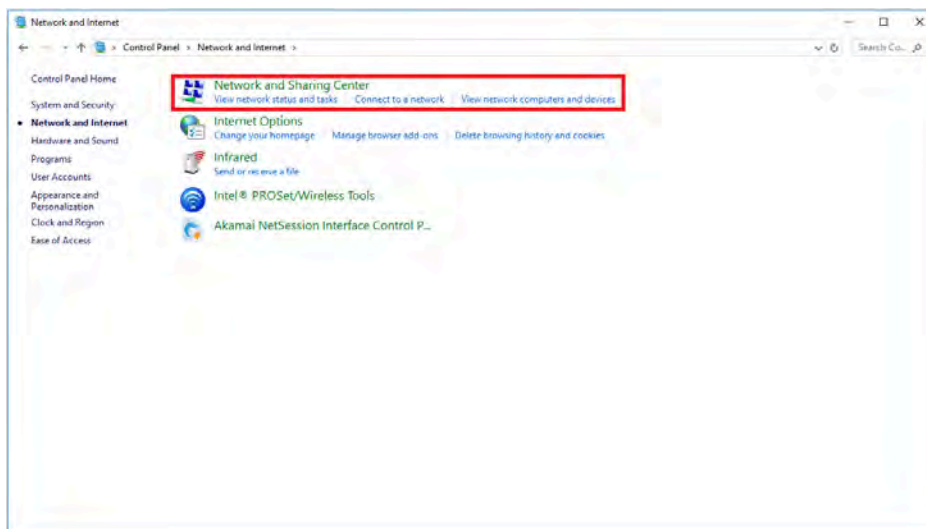 Network and Internet
Control Panel > Network and Internet >
Search Co...
Control Panel Home
System and Security
Network and Internet
Hardware and Sound
Programs
User Accounts
Appearance and
Personalization
Clock and Region
Ease of Access
Network and Sharing Center
View network status and tasks
Connect to a network
View network computers and devices
Internet Options
Change your homepage
Manage browser add-ons
Delete browsing history and cookies
Infrared
Send or receive a file
Intel® PROSet/Wireless Tools
Akamai NetSession Interface Control P...